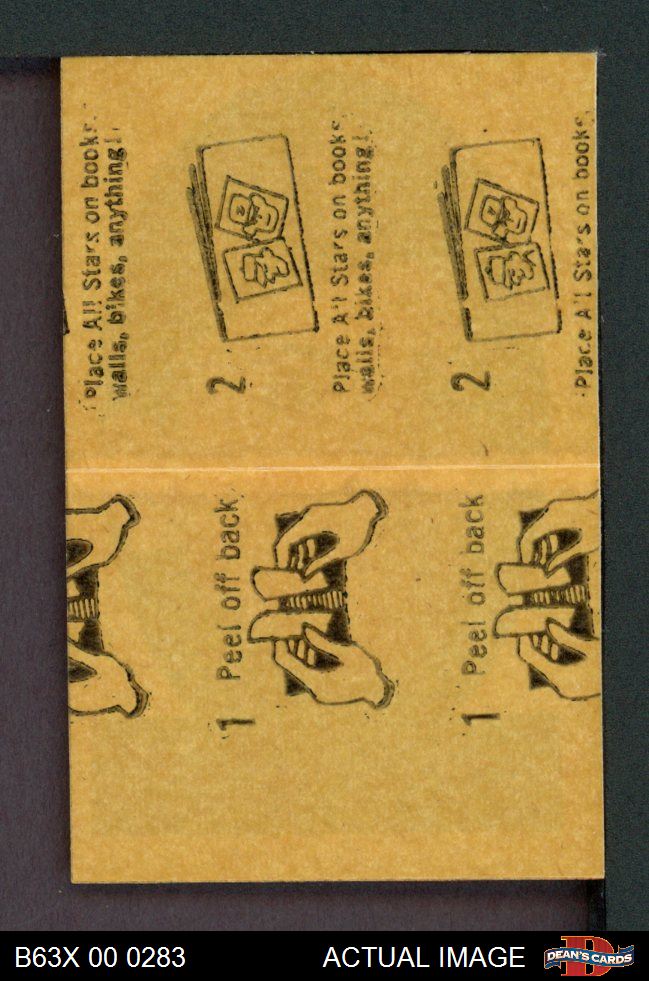 Place All Stars on books,
walls, bikes, anything!
2
Place All Stars on books
walls, bikes, anything!
2
Place All Stars on books,
1 Peel off back
1 Peel off back
B63X 00 0283
ACTUAL IMAGE
DEAN'S CARDS